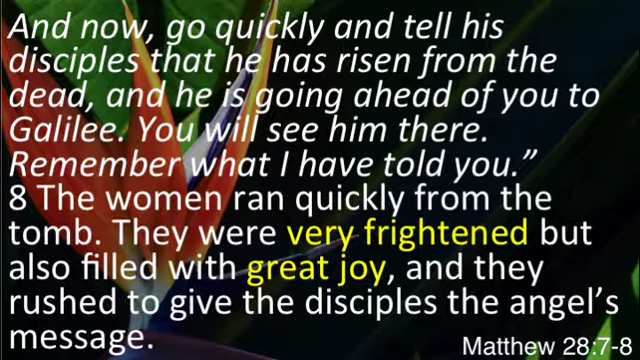 And now, go quickly and tell his
disciples that he has risen from the
dead, and he is going ahead of you to
Galilee. You will see him there.
Remember what I have told you.”
8 The women ran quickly from the
tomb. They were very frightened but
also filled with great joy, and they
rushed to give the disciples the angel’s
message.
Matthew 28:7-8